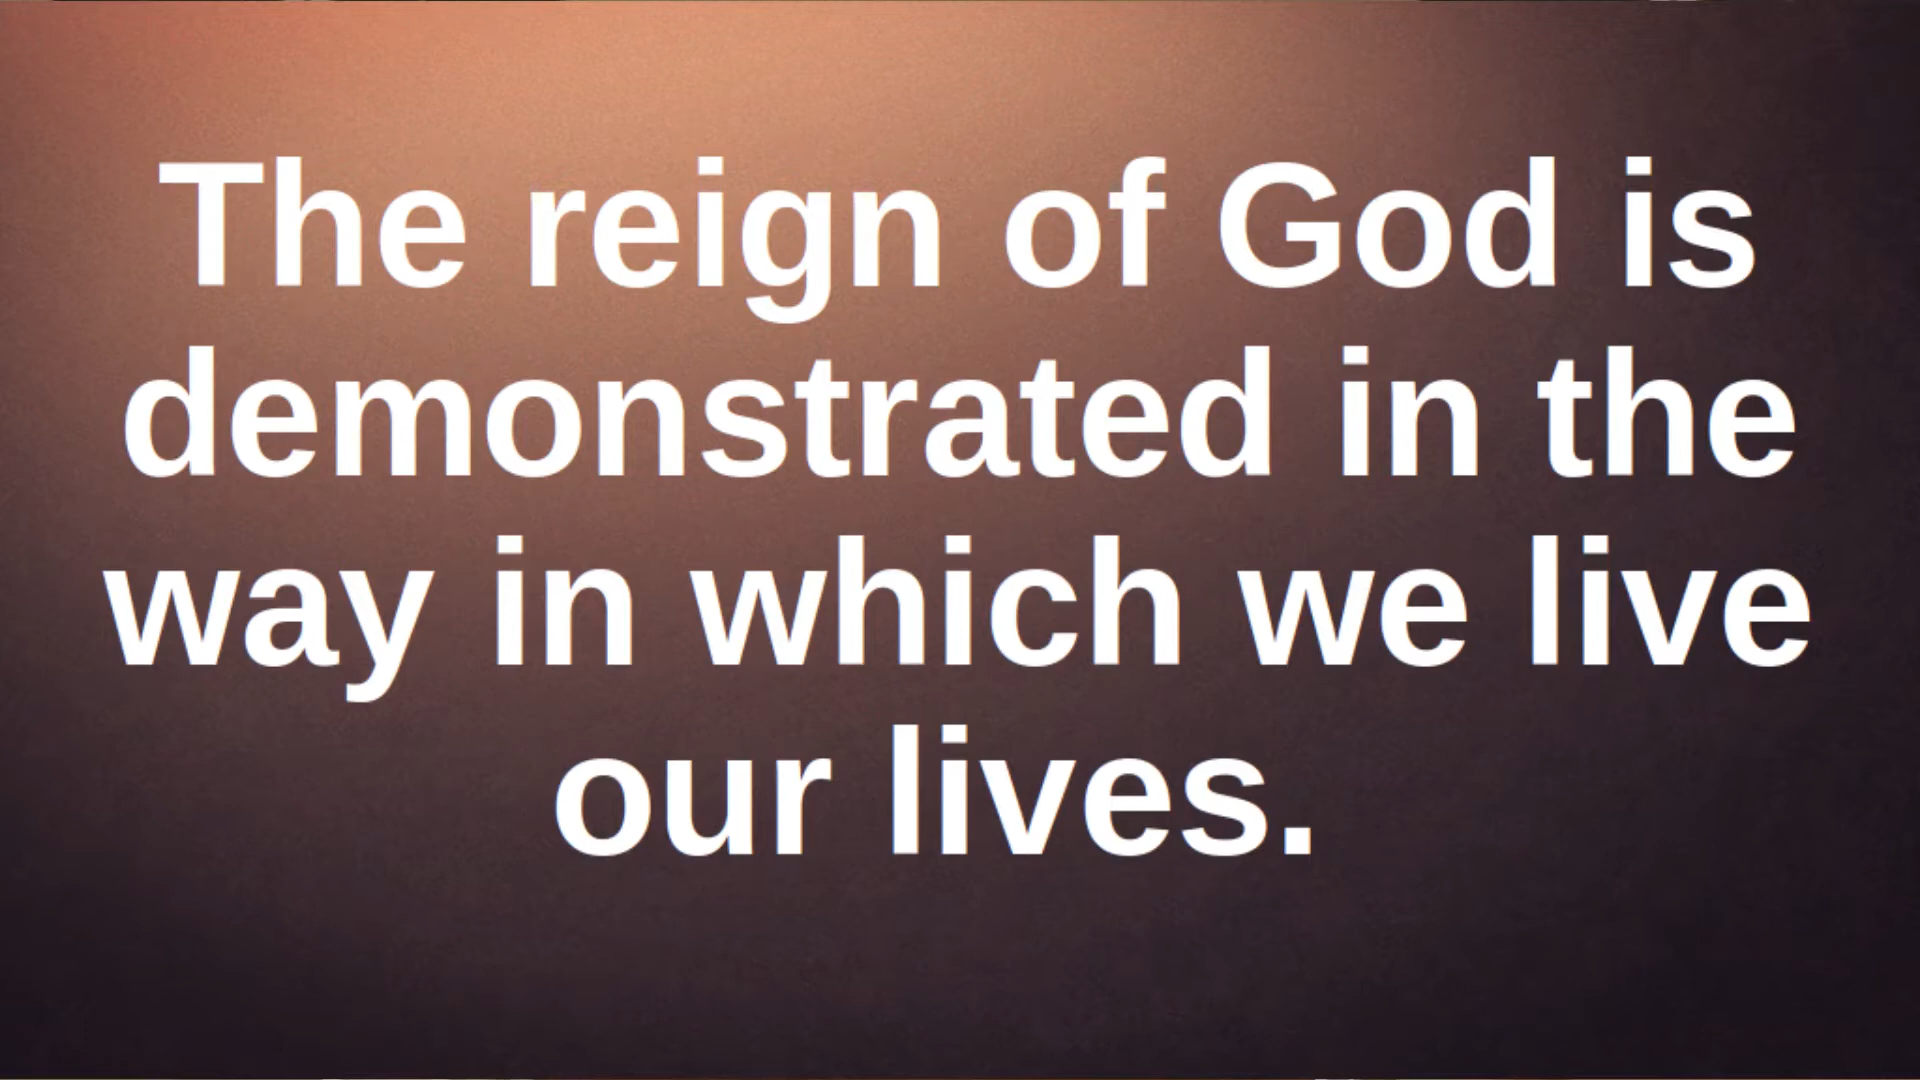 The reign of God is
demonstrated in the
way in which we live
our lives.